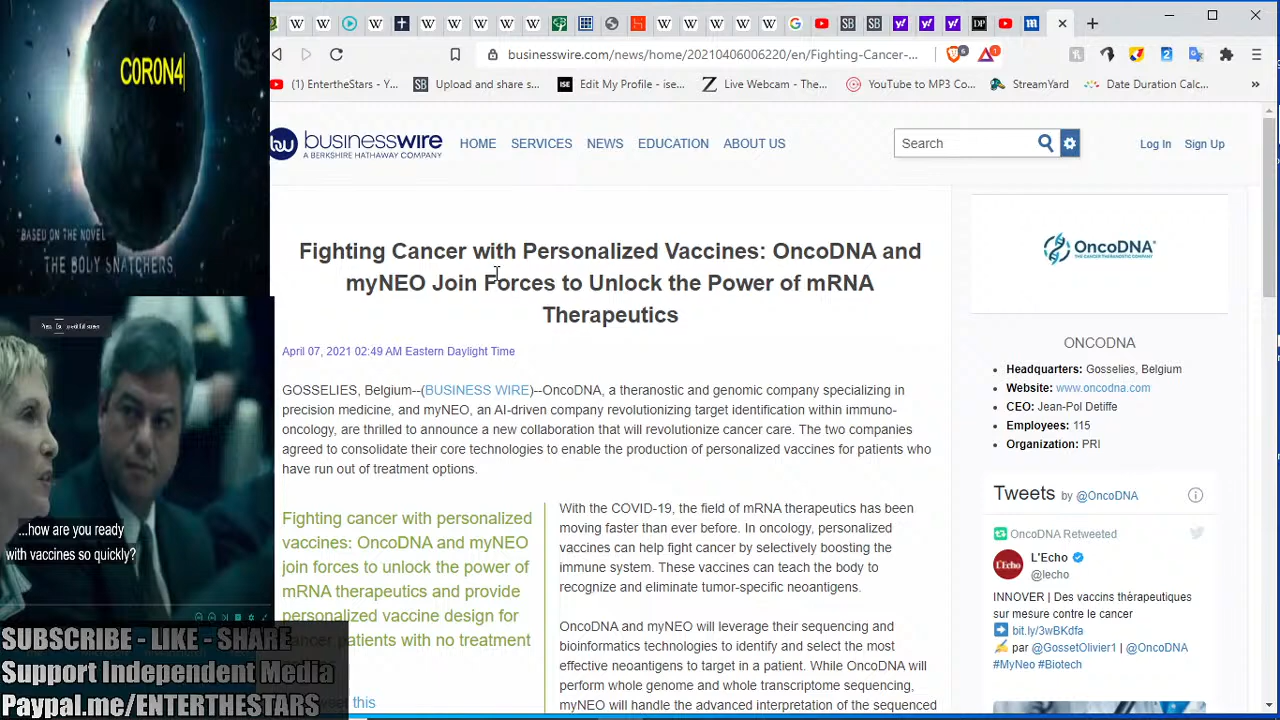 CORON4
"BASED ON THE NOVEL
THE BODY SNATCHERS
...how are you ready
with vaccines so quickly?
SUBSCRIBE - LIKE - SHARE
Support Independent Media
Paypal.me/ENTERTHESTARS
businesswire.com/news/home/20210406006220/en/Fighting-Cancer-...
(1) EntertheStars - Y...
Upload and share s...
Edit My Profile - ise...
Live Webcam - The...
YouTube to MP3 Co...
StreamYard
Date Duration Calc...
»
businesswire
A BERKSHIRE HATHAWAY COMPANY
HOME SERVICES NEWS EDUCATION ABOUT US
Search
Log In Sign Up
Fighting Cancer with Personalized Vaccines: OncoDNA and
myNEO Join Forces to Unlock the Power of mRNA
Therapeutics
April 07, 2021 02:49 AM Eastern Daylight Time
GOSSELIES, Belgium--(BUSINESS WIRE)--OncoDNA, a theranostic and genomic company specializing in
precision medicine, and myNEO, an AI-driven company revolutionizing target identification within immuno-
oncology, are thrilled to announce a new collaboration that will revolutionize cancer care. The two companies
agreed to consolidate their core technologies to enable the production of personalized vaccines for patients who
have run out of treatment options.
Fighting cancer with personalized
vaccines: OncoDNA and myNEO
join forces to unlock the power of
mRNA therapeutics and provide
personalized vaccine design for
cancer patients with no treatment
this
With the COVID-19, the field of mRNA therapeutics has been
moving faster than ever before. In oncology, personalized
vaccines can help fight cancer by selectively boosting the
immune system. These vaccines can teach the body to
recognize and eliminate tumor-specific neoantigens.
OncoDNA and myNEO will leverage their sequencing and
bioinformatics technologies to identify and select the most
effective neoantigens to target in a patient. While OncoDNA will
perform whole genome and whole transcriptome sequencing,
myNEO will handle the advanced interpretation of the sequenced
OncoDNA
THE CANCER THERANOSTIC COMPANY
ONCODNA
Headquarters: Gosselies, Belgium
Website: www.oncodna.com
CEO: Jean-Pol Detiffe
Employees: 115
Organization: PRI
Tweets by @OncoDNA
OncoDNA Retweeted
L'Echo
@lecho
INNOVER | Des vaccins thérapeutiques
sur mesure contre le cancer
bit.ly/3wBKdfa
par @GossetOlivier1 | @OncoDNA
#MyNeo #Biotech